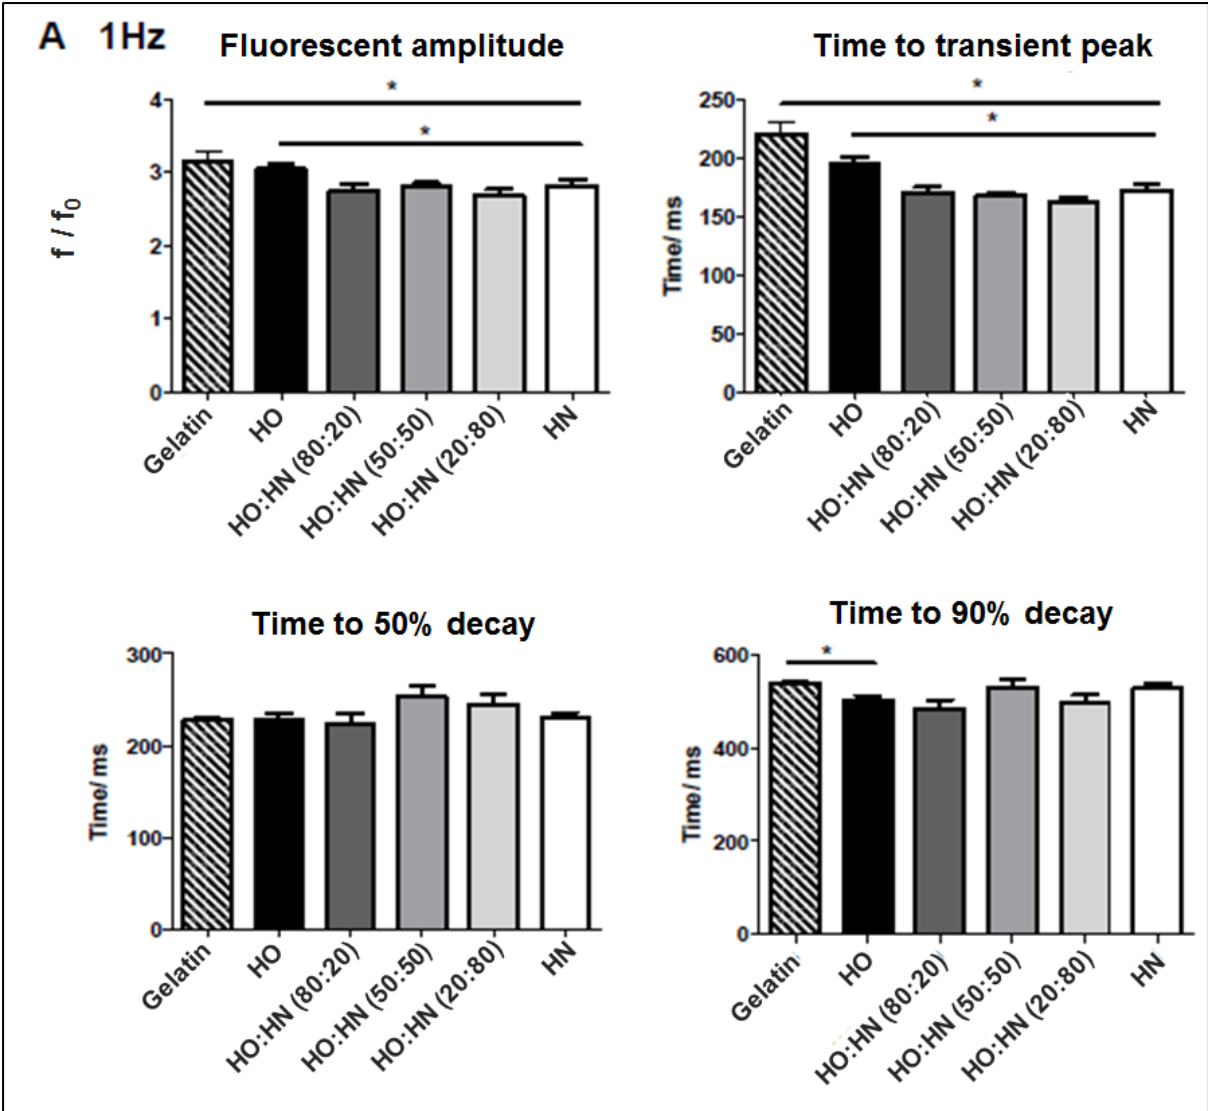 A 1Hz
Fluorescent amplitude
*
*
4
3
2
1
0
f / f₀
Gelatin
HO
HO:HN (80:20)
HO:HN (50:50)
HO:HN (20:80)
HN
Time to transient peak
*
*
250
200
150
100
50
0
Time/ ms
Gelatin
HO
HO:HN (80:20)
HO:HN (50:50)
HO:HN (20:80)
HN
Time to 50% decay
300
200
100
0
Time/ ms
Gelatin
HO
HO:HN (80:20)
HO:HN (50:50)
HO:HN (20:80)
HN
Time to 90% decay
*
600
400
200
0
Time/ ms
Gelatin
HO
HO:HN (80:20)
HO:HN (50:50)
HO:HN (20:80)
HN